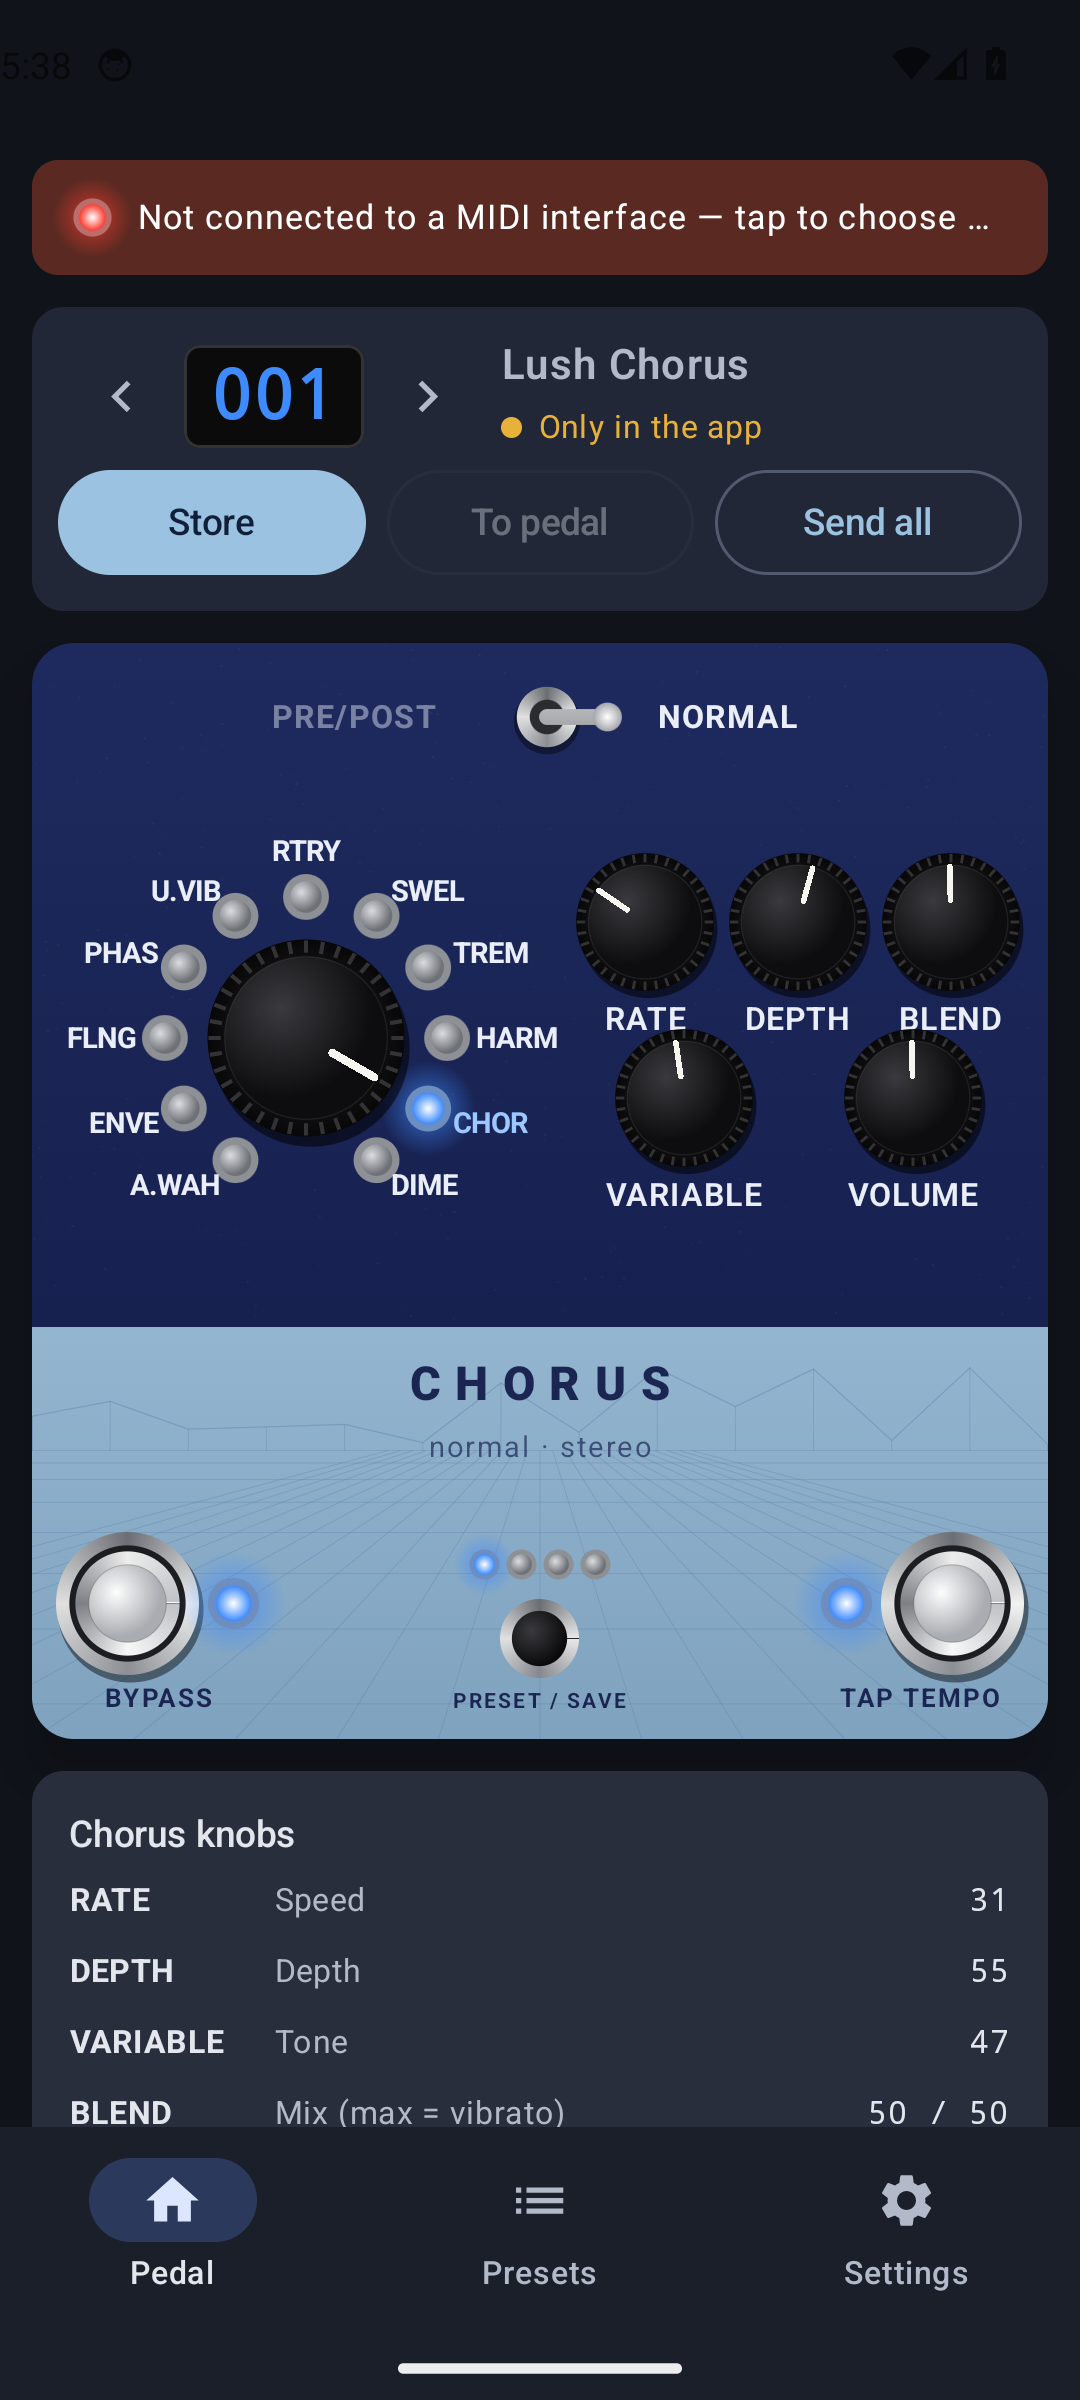 5:38
Not connected to a MIDI interface — tap to choose …
001
Lush Chorus
Only in the app
Store
To pedal
Send all
PRE/POST
NORMAL
RTRY
U.VIB
SWEL
PHAS
TREM
FLNG
HARM
ENVE
CHOR
A.WAH
DIME
RATE
DEPTH
BLEND
VARIABLE
VOLUME
CHORUS
normal · stereo
BYPASS
PRESET / SAVE
TAP TEMPO
Chorus knobs
RATE Speed 31
DEPTH Depth 55
VARIABLE Tone 47
BLEND Mix (max = vibrato) 50 / 50
Pedal
Presets
Settings